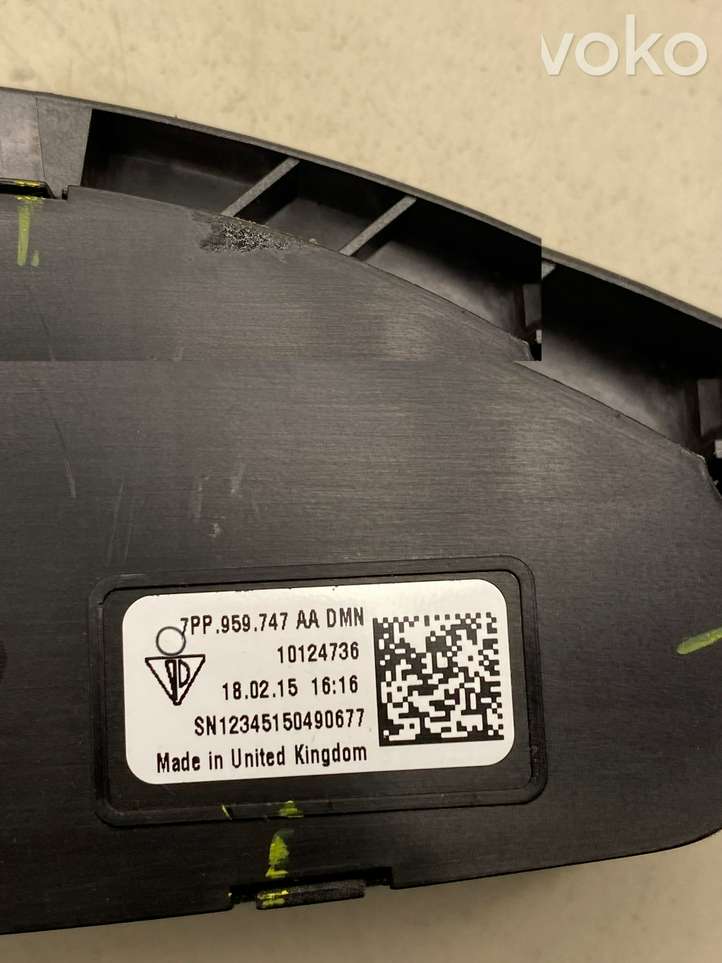 voko
7PP.959.747 AA DMN
10124736
18.02.15 16:16
SN12345150490677
Made in United Kingdom